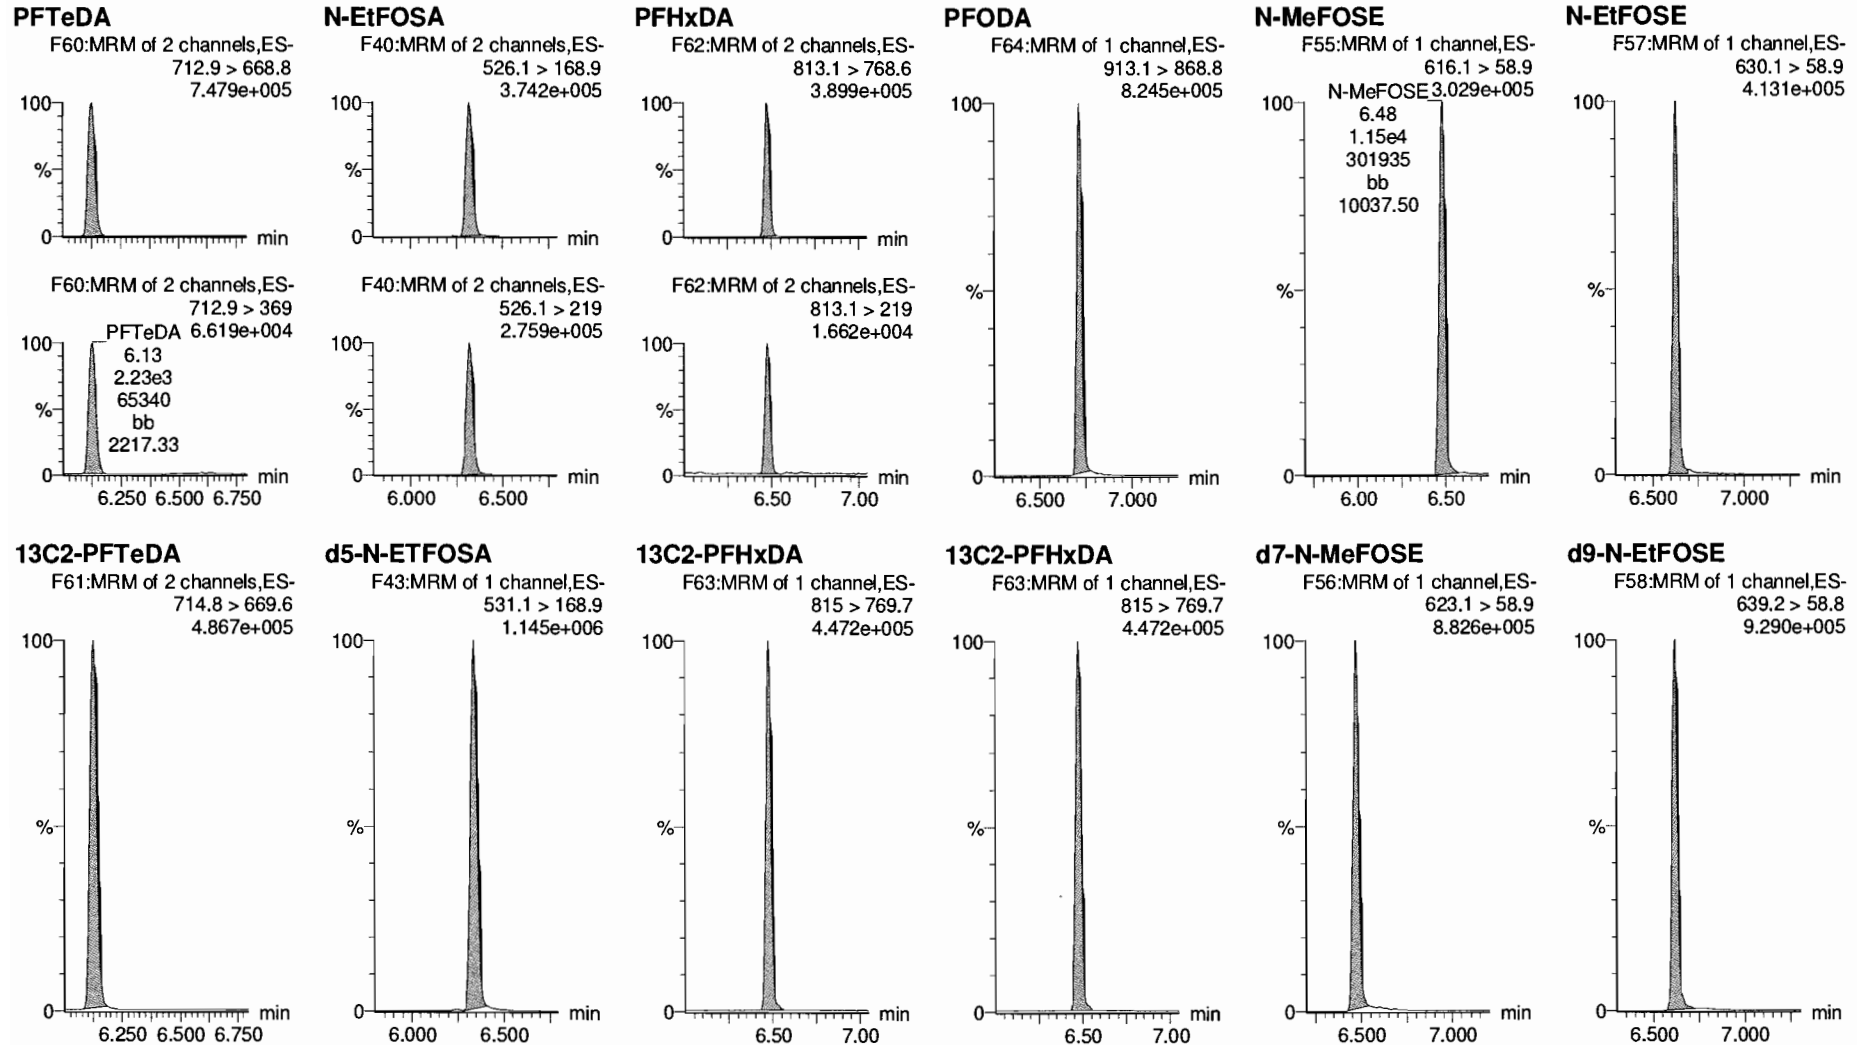 PFTeDA
F60:MRM of 2 channels,ES-
712.9 > 668.8
7.479e+005
100
%
0
min
F60:MRM of 2 channels,ES-
712.9 > 369
PFTeDA 6.619e+004
100
6.13
2.23e3
65340
bb
2217.33
%
0
min
6.250 6.500 6.750
N-EtFOSA
F40:MRM of 2 channels,ES-
526.1 > 168.9
3.742e+005
100
%
0
min
F40:MRM of 2 channels,ES-
526.1 > 219
2.759e+005
100
%
0
min
6.000 6.500
PFHxDA
F62:MRM of 2 channels,ES-
813.1 > 768.6
3.899e+005
100
%
0
min
F62:MRM of 2 channels,ES-
813.1 > 219
1.662e+004
100
%
0
min
6.50 7.00
PFODA
F64:MRM of 1 channel,ES-
913.1 > 868.8
8.245e+005
100
%
0
min
6.500 7.000
N-MeFOSE
F55:MRM of 1 channel,ES-
616.1 > 58.9
N-MeFOSE 3.029e+005
100
6.48
1.15e4
301935
bb
10037.50
%
0
min
6.00 6.50
N-EtFOSE
F57:MRM of 1 channel,ES-
630.1 > 58.9
4.131e+005
100
%
0
min
6.500 7.000
13C2-PFTeDA
F61:MRM of 2 channels,ES-
714.8 > 669.6
4.867e+005
100
%
0
min
6.250 6.500 6.750
d5-N-ETFOSA
F43:MRM of 1 channel,ES-
531.1 > 168.9
1.145e+006
100
%
0
min
6.000 6.500
13C2-PFHxDA
F63:MRM of 1 channel,ES-
815 > 769.7
4.472e+005
100
%
0
min
6.50 7.00
13C2-PFHxDA
F63:MRM of 1 channel,ES-
815 > 769.7
4.472e+005
100
%
0
min
6.50 7.00
d7-N-MeFOSE
F56:MRM of 1 channel,ES-
623.1 > 58.9
8.826e+005
100
%
0
min
6.500 7.000
d9-N-EtFOSE
F58:MRM of 1 channel,ES-
639.2 > 58.8
9.290e+005
100
%
0
min
6.500 7.000